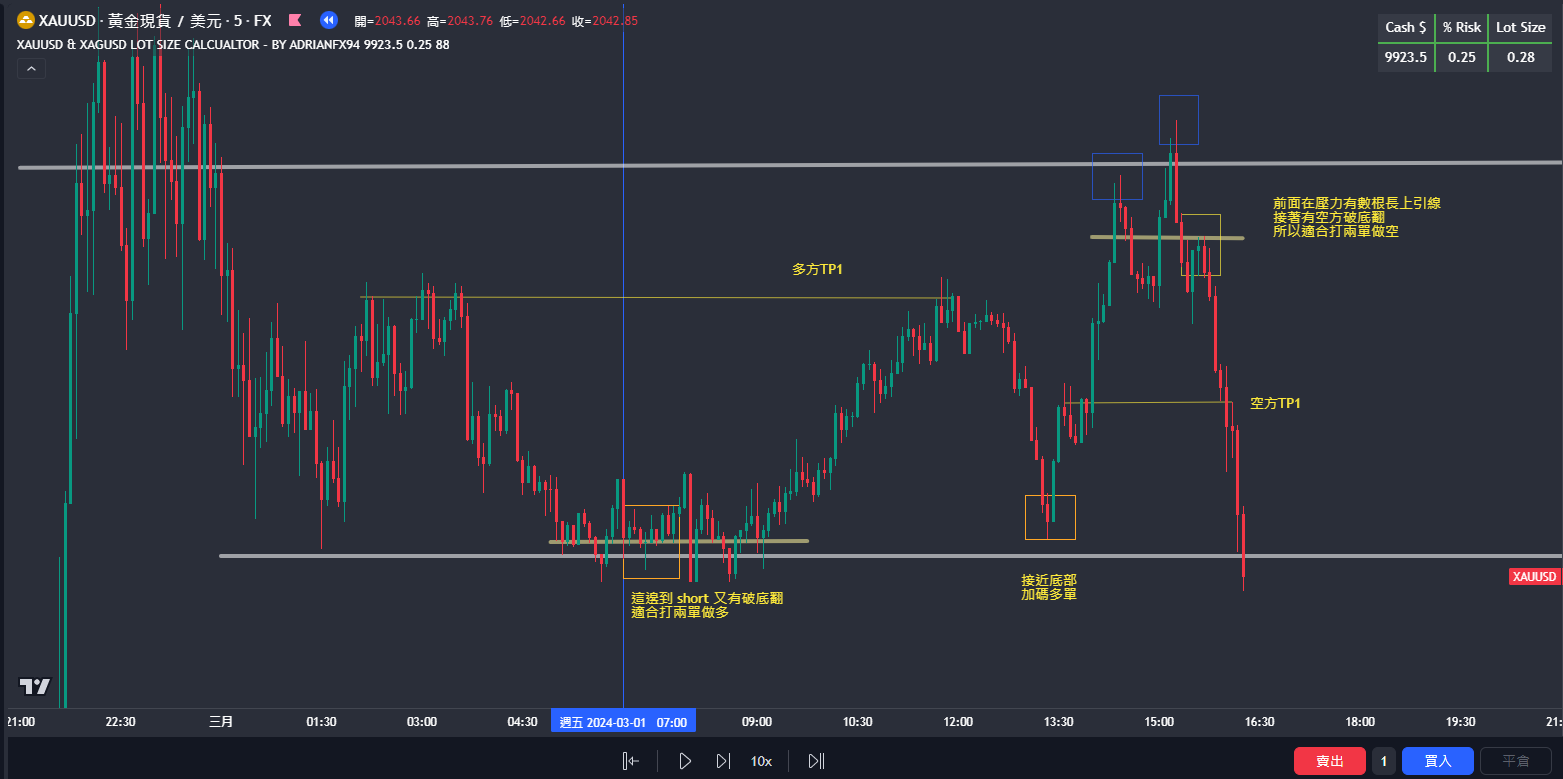 XAUUSD · 黃金現貨 / 美元 · 5 · FX 開=2043.66 高=2043.76 低=2042.66 收=2042.85
XAUUSD & XAGUSD LOT SIZE CALCUALTOR - BY ADRIANFX94 9923.5 0.25 88
Cash $ % Risk Lot Size
9923.5 0.25 0.28
前面在壓力有數根長上引線
接著有空方破底翻
所以適合打兩單做空
多方TP1
空方TP1
接近底部
加碼多單
這邊到 short 又有破底翻
適合打兩單做多
XAUUSD
21:00 22:30 三月 01:30 03:00 04:30 週五 2024-03-01 07:00 09:00 10:30 12:00 13:30 15:00 16:30 18:00 19:30 21:
10x
賣出 1 買入 平倉